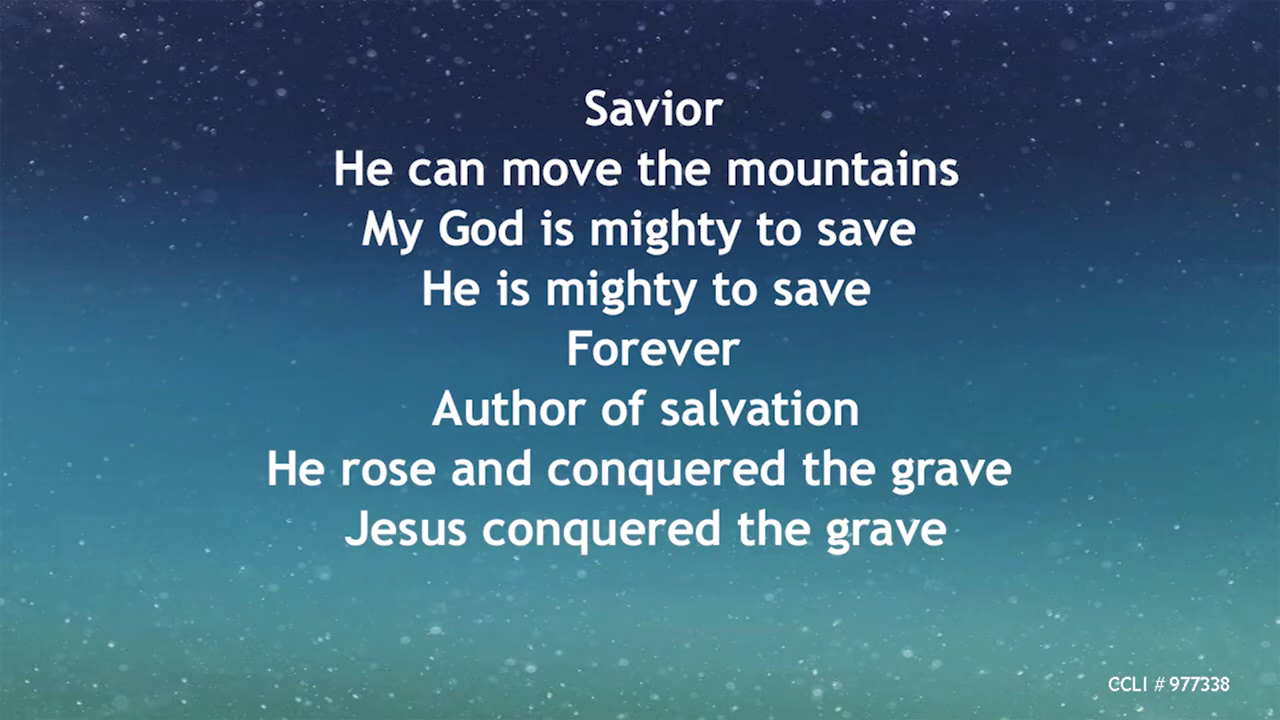 Savior
He can move the mountains
My God is mighty to save
He is mighty to save
Forever
Author of salvation
He rose and conquered the grave
Jesus conquered the grave
CCLI # 977338